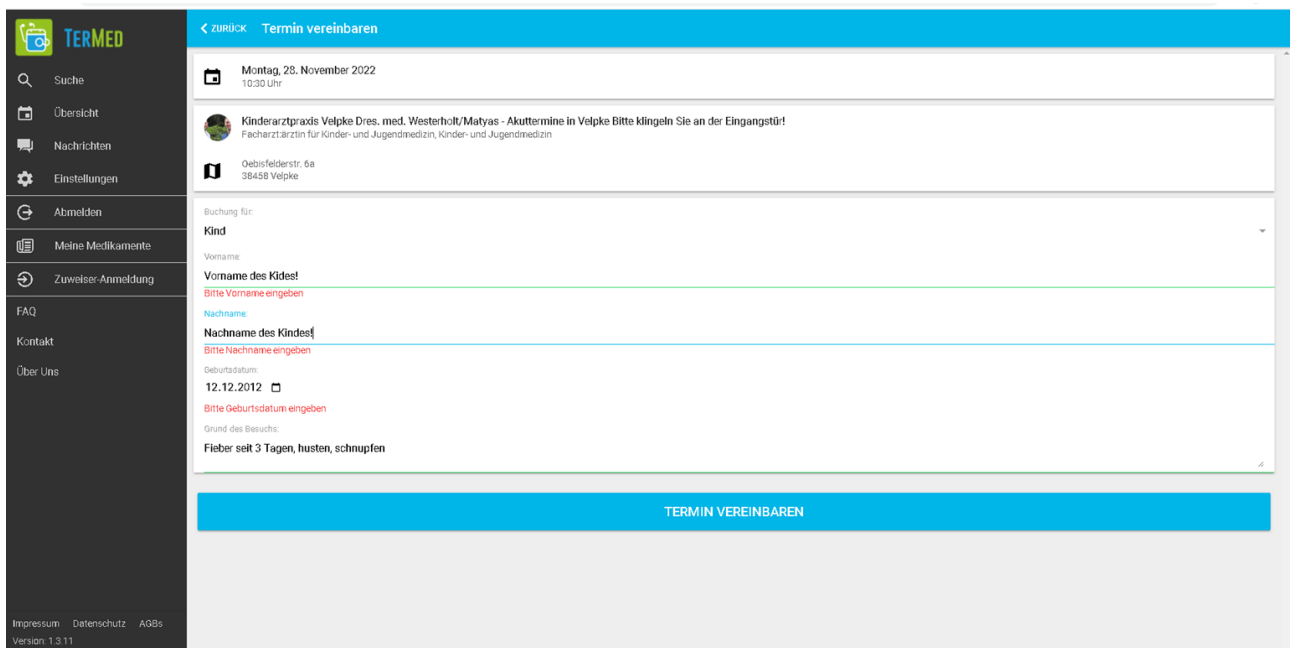 TERMED
Suche
Übersicht
Nachrichten
Einstellungen
Abmelden
Meine Medikamente
Zuweiser-Anmeldung
FAQ
Kontakt
Über Uns
Impressum Datenschutz AGBs
Version: 1.3.11
ZURÜCK Termin vereinbaren
Montag, 28. November 2022
10:30 Uhr
Kinderarztpraxis Velpke Dres. med. Westerholt/Matyas - Akuttermine in Velpke Bitte klingeln Sie an der Eingangstür!
Facharzt:ärztin für Kinder- und Jugendmedizin, Kinder- und Jugendmedizin
Oebisfelderstr. 6a
38458 Velpke
Buchung für:
Kind
Vorname:
Vorname des Kides!
Bitte Vorname eingeben
Nachname:
Nachname des Kindes!
Bitte Nachname eingeben
Geburtsdatum:
12.12.2012
Bitte Geburtsdatum eingeben
Grund des Besuchs:
Fieber seit 3 Tagen, husten, schnupfen
TERMIN VEREINBAREN